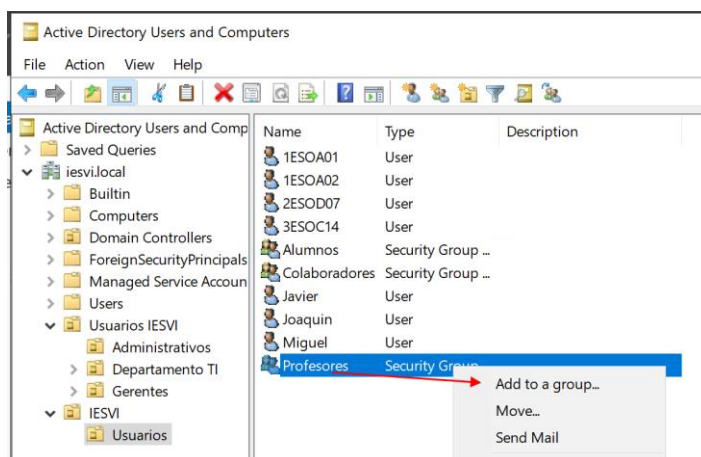 Active Directory Users and Computers
File Action View Help
Active Directory Users and Comp
Saved Queries
iesvi.local
Builtin
Computers
Domain Controllers
ForeignSecurityPrincipals
Managed Service Accoun
Users
Usuarios IESVI
Administrativos
Departamento TI
Gerentes
IESVI
Usuarios
Name Type Description
1ESOA01 User
1ESOA02 User
2ESOD07 User
3ESOC14 User
Alumnos Security Group ...
Colaboradores Security Group ...
Javier User
Joaquin User
Miguel User
Profesores Security Group
Add to a group...
Move...
Send Mail